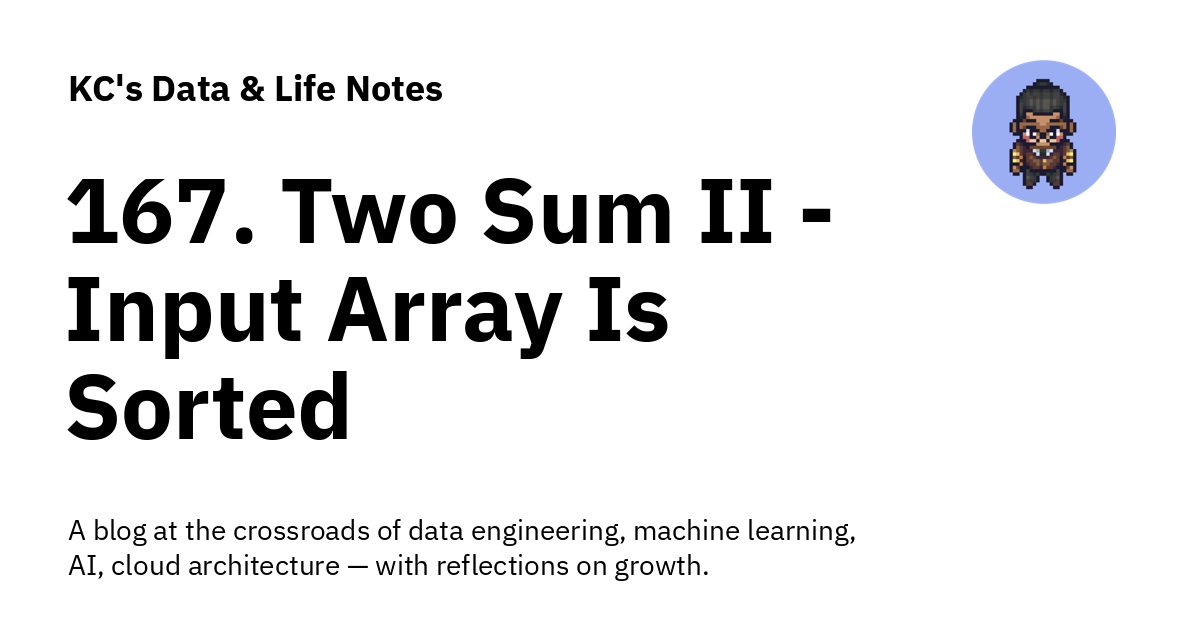 KC's Data & Life Notes
167. Two Sum II -
Input Array Is
Sorted
A blog at the crossroads of data engineering, machine learning,
AI, cloud architecture — with reflections on growth.